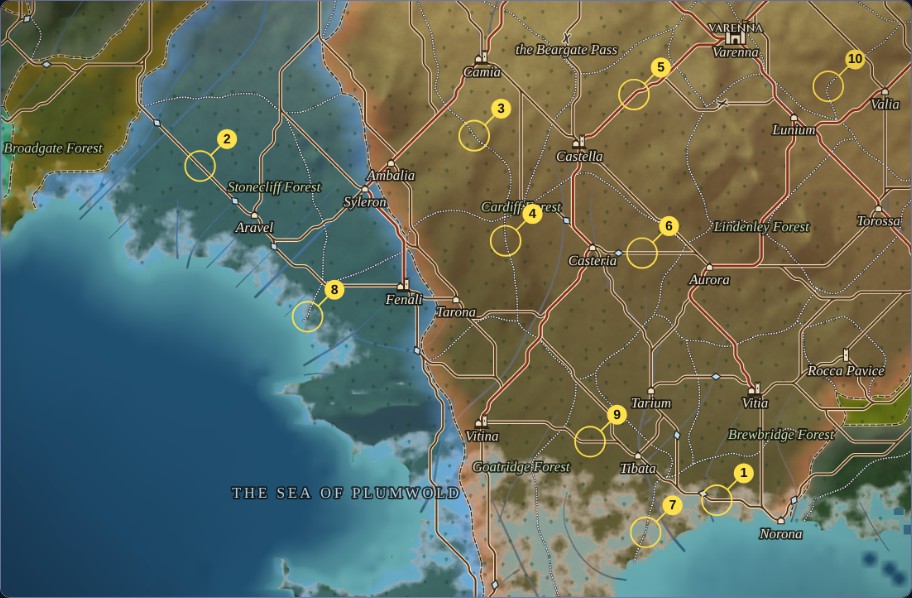 VARENNA
Varenna
the Beargate Pass
10
5
Camia
Valia
3
Lunium
2
Broadgate Forest
Castella
Ambalia
Stonecliff Forest
Syleron
Cardiff Forest
4
Torossa
Aravel
6
Lindenley Forest
Casteria
Aurora
8
Fenali
Tarona
Rocca Pavice
Tarium
Vitia
9
Vitina
Brewbridge Forest
Goatridge Forest
Tibata
1
THE SEA OF PLUMWOLD
7
Norona